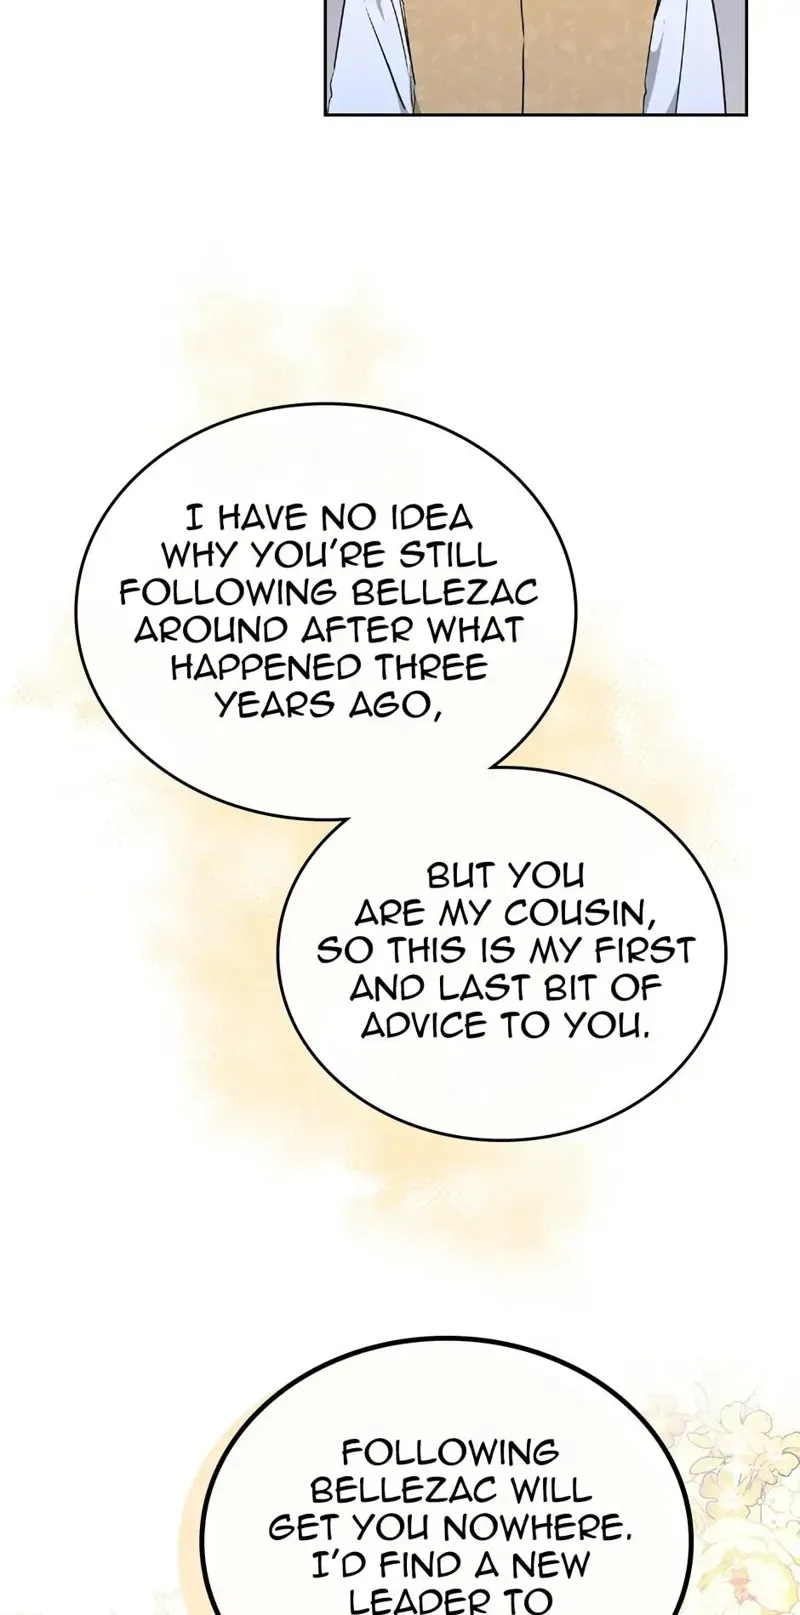 I HAVE NO IDEA
WHY YOU'RE STILL
FOLLOWING BELLEZAC
AROUND AFTER WHAT
HAPPENED THREE
YEARS AGO,
BUT YOU
ARE MY COUSIN,
SO THIS IS MY FIRST
AND LAST BIT OF
ADVICE TO YOU.
FOLLOWING
BELLEZAC WILL
GET YOU NOWHERE.
I'D FIND A NEW
LEADER TO